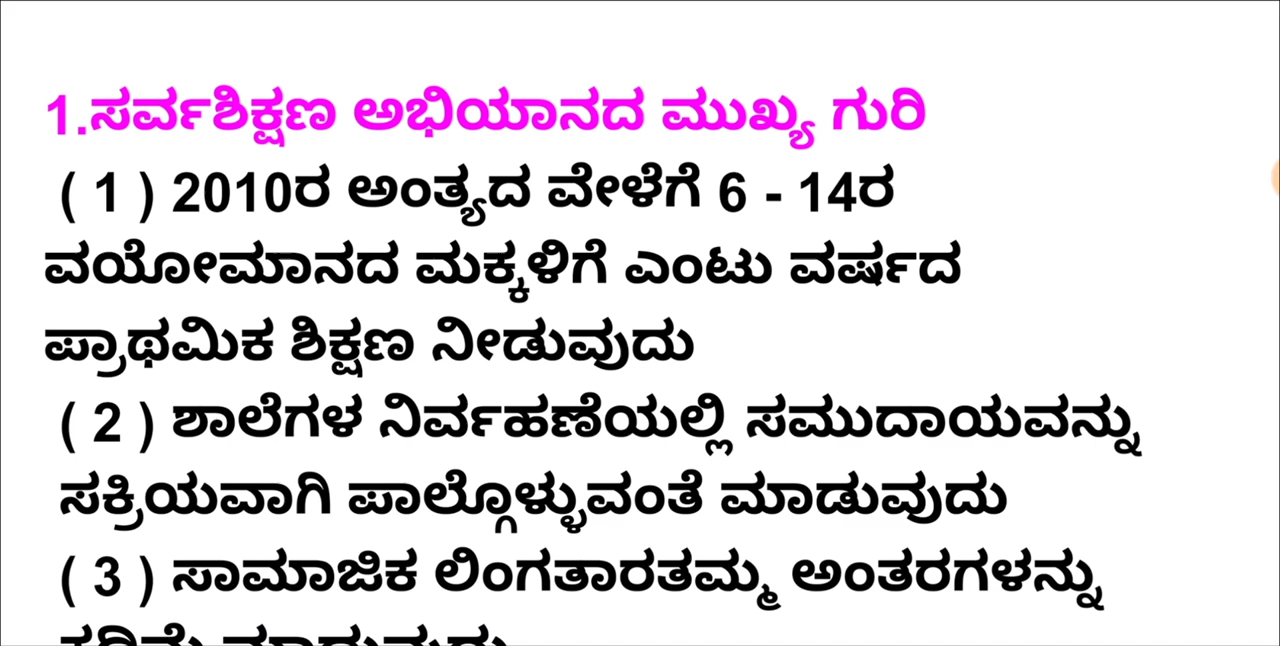 1.ಸರ್ವಶಿಕ್ಷಣ ಅಭಿಯಾನದ ಮುಖ್ಯ ಗುರಿ
( 1 ) 2010ರ ಅಂತ್ಯದ ವೇಳೆಗೆ 6 - 14ರ
ವಯೋಮಾನದ ಮಕ್ಕಳಿಗೆ ಎಂಟು ವರ್ಷದ
ಪ್ರಾಥಮಿಕ ಶಿಕ್ಷಣ ನೀಡುವುದು
( 2 ) ಶಾಲೆಗಳ ನಿರ್ವಹಣೆಯಲ್ಲಿ ಸಮುದಾಯವನ್ನು
ಸಕ್ರಿಯವಾಗಿ ಪಾಲ್ಗೊಳ್ಳುವಂತೆ ಮಾಡುವುದು
( 3 ) ಸಾಮಾಜಿಕ ಲಿಂಗತಾರತಮ್ಮ ಅಂತರಗಳನ್ನು